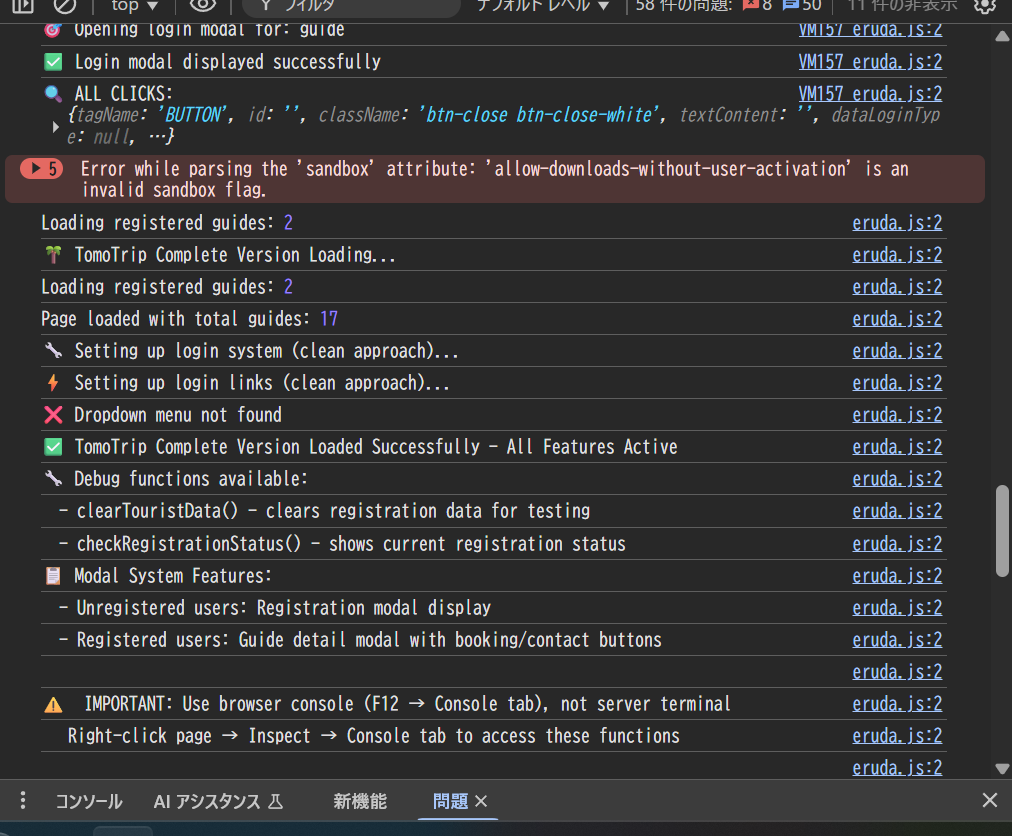 top ▼ フィルタ デフォルト レベル ▼ 58 件の問題: 8 50 11 件の非表示
🎯 Opening login modal for: guide VM157 eruda.js:2
✅ Login modal displayed successfully VM157 eruda.js:2
🔍 ALL CLICKS: VM157 eruda.js:2
{tagName: 'BUTTON', id: '', className: 'btn-close btn-close-white', textContent: '', dataLoginTyp
e: null, …}
5 Error while parsing the 'sandbox' attribute: 'allow-downloads-without-user-activation' is an
invalid sandbox flag.
Loading registered guides: 2 eruda.js:2
🌴 TomoTrip Complete Version Loading... eruda.js:2
Loading registered guides: 2 eruda.js:2
Page loaded with total guides: 17 eruda.js:2
🔧 Setting up login system (clean approach)... eruda.js:2
⚡ Setting up login links (clean approach)... eruda.js:2
❌ Dropdown menu not found eruda.js:2
✅ TomoTrip Complete Version Loaded Successfully - All Features Active eruda.js:2
🔧 Debug functions available: eruda.js:2
- clearTouristData() - clears registration data for testing eruda.js:2
- checkRegistrationStatus() - shows current registration status eruda.js:2
📋 Modal System Features: eruda.js:2
- Unregistered users: Registration modal display eruda.js:2
- Registered users: Guide detail modal with booking/contact buttons eruda.js:2
eruda.js:2
⚠️ IMPORTANT: Use browser console (F12 → Console tab), not server terminal eruda.js:2
Right-click page → Inspect → Console tab to access these functions eruda.js:2
eruda.js:2
コンソール AI アシスタンス 新機能 問題 ×